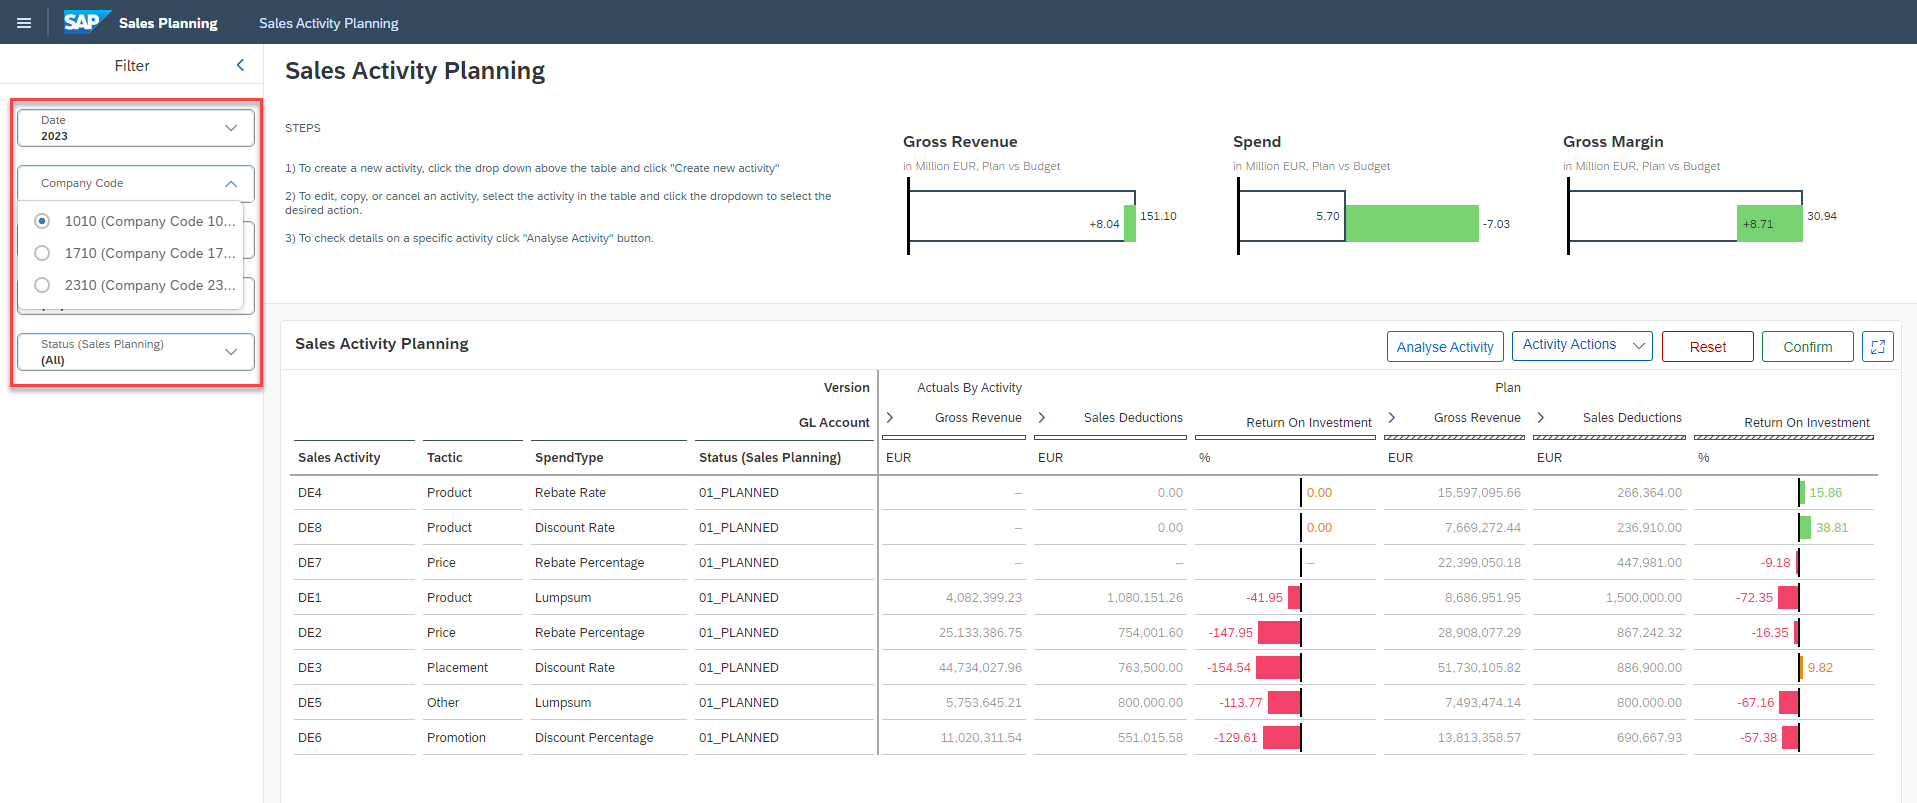 SAP Sales Planning Sales Activity Planning
Filter
Date
2023
Company Code
1010 (Company Code 10...
1710 (Company Code 17...
2310 (Company Code 23...
Status (Sales Planning)
(All)
Sales Activity Planning
STEPS
1) To create a new activity, click the drop down above the table and click "Create new activity"
2) To edit, copy, or cancel an activity, select the activity in the table and click the dropdown to select the
desired action.
3) To check details on a specific activity click "Analyse Activity" button.
Gross Revenue
in Million EUR, Plan vs Budget
+8.04 151.10
Spend
in Million EUR, Plan vs Budget
5.70 -7.03
Gross Margin
in Million EUR, Plan vs Budget
+8.71 30.94
Sales Activity Planning Analyse Activity Activity Actions Reset Confirm
Version Actuals By Activity Plan
GL Account Gross Revenue Sales Deductions Return On Investment Gross Revenue Sales Deductions Return On Investment
Sales Activity Tactic SpendType Status (Sales Planning) EUR EUR % EUR EUR %
DE4 Product Rebate Rate 01_PLANNED – 0.00 0.00 15,597,095.66 266,364.00 15.86
DE8 Product Discount Rate 01_PLANNED – 0.00 0.00 7,669,272.44 236,910.00 38.81
DE7 Price Rebate Percentage 01_PLANNED – – – 22,399,050.18 447,981.00 -9.18
DE1 Product Lumpsum 01_PLANNED 4,082,399.23 1,080,151.26 -41.95 8,686,951.95 1,500,000.00 -72.35
DE2 Price Rebate Percentage 01_PLANNED 25,133,386.75 754,001.60 -147.95 28,908,077.29 867,242.32 -16.35
DE3 Placement Discount Rate 01_PLANNED 44,734,027.96 763,500.00 -154.54 51,730,105.82 886,900.00 9.82
DE5 Other Lumpsum 01_PLANNED 5,753,645.21 800,000.00 -113.77 7,493,474.14 800,000.00 -67.16
DE6 Promotion Discount Percentage 01_PLANNED 11,020,311.54 551,015.58 -129.61 13,813,358.57 690,667.93 -57.38